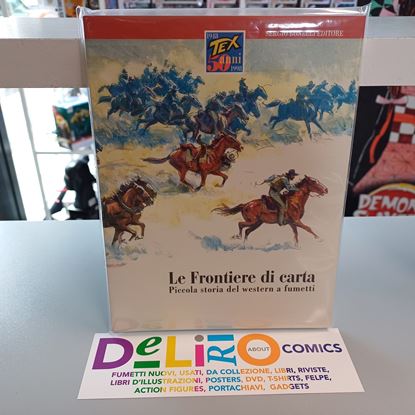 SERGIO BONELLI EDITORE
1948 TEX 1998
50 anni
Le Frontiere di carta
Piccola storia del western a fumetti
DeLiRIO ABOUT COMICS
FUMETTI NUOVI, USATI, DA COLLEZIONE, LIBRI, RIVISTE,
LIBRI D'ILLUSTRAZIONI, POSTERS, DVD, T-SHIRTS, FELPE,
ACTION FIGURES, PORTACHIAVI, GADGETS
DEMON